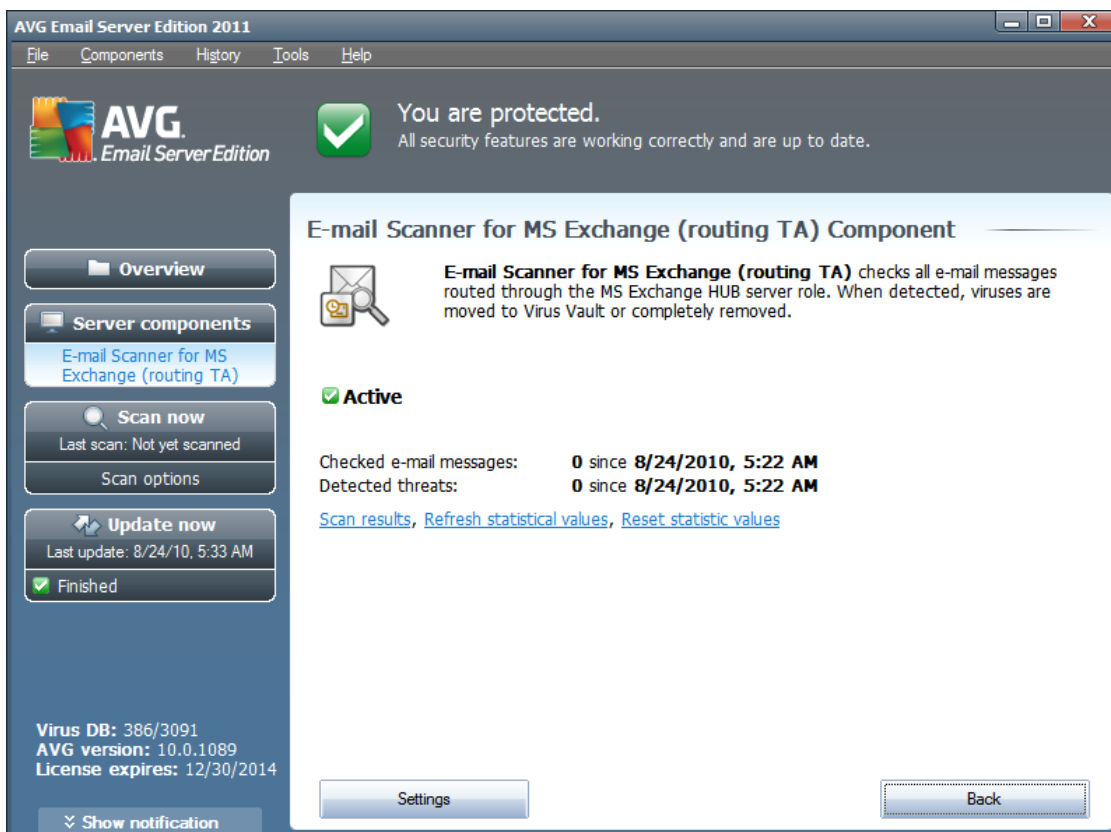 AVG Email Server Edition 2011
File Components History Tools Help
AVG.
Email Server Edition
You are protected.
All security features are working correctly and are up to date.
Overview
Server components
E-mail Scanner for MS
Exchange (routing TA)
Scan now
Last scan: Not yet scanned
Scan options
Update now
Last update: 8/24/10, 5:33 AM
Finished
Virus DB: 386/3091
AVG version: 10.0.1089
License expires: 12/30/2014
Show notification
E-mail Scanner for MS Exchange (routing TA) Component
E-mail Scanner for MS Exchange (routing TA) checks all e-mail messages
routed through the MS Exchange HUB server role. When detected, viruses are
moved to Virus Vault or completely removed.
Active
Checked e-mail messages: 0 since 8/24/2010, 5:22 AM
Detected threats: 0 since 8/24/2010, 5:22 AM
Scan results, Refresh statistical values, Reset statistic values
Settings
Back